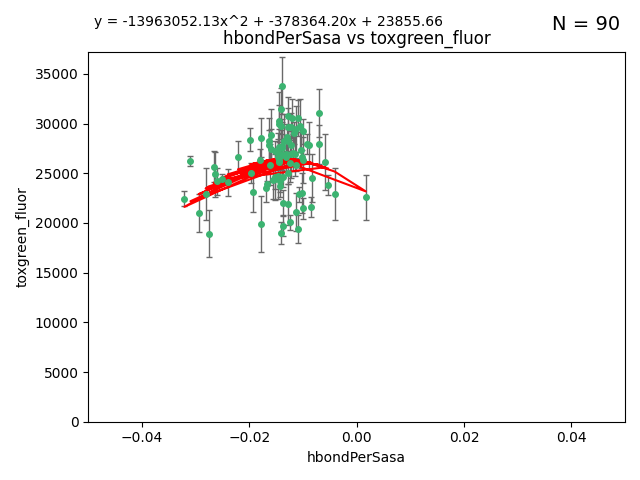 y = -13963052.13x^2 + -378364.20x + 23855.66
N = 90
hbondPerSasa vs toxgreen_fluor
35000
30000
25000
20000
15000
10000
5000
0
toxgreen_fluor
−0.04
−0.02
0.00
0.02
0.04
hbondPerSasa